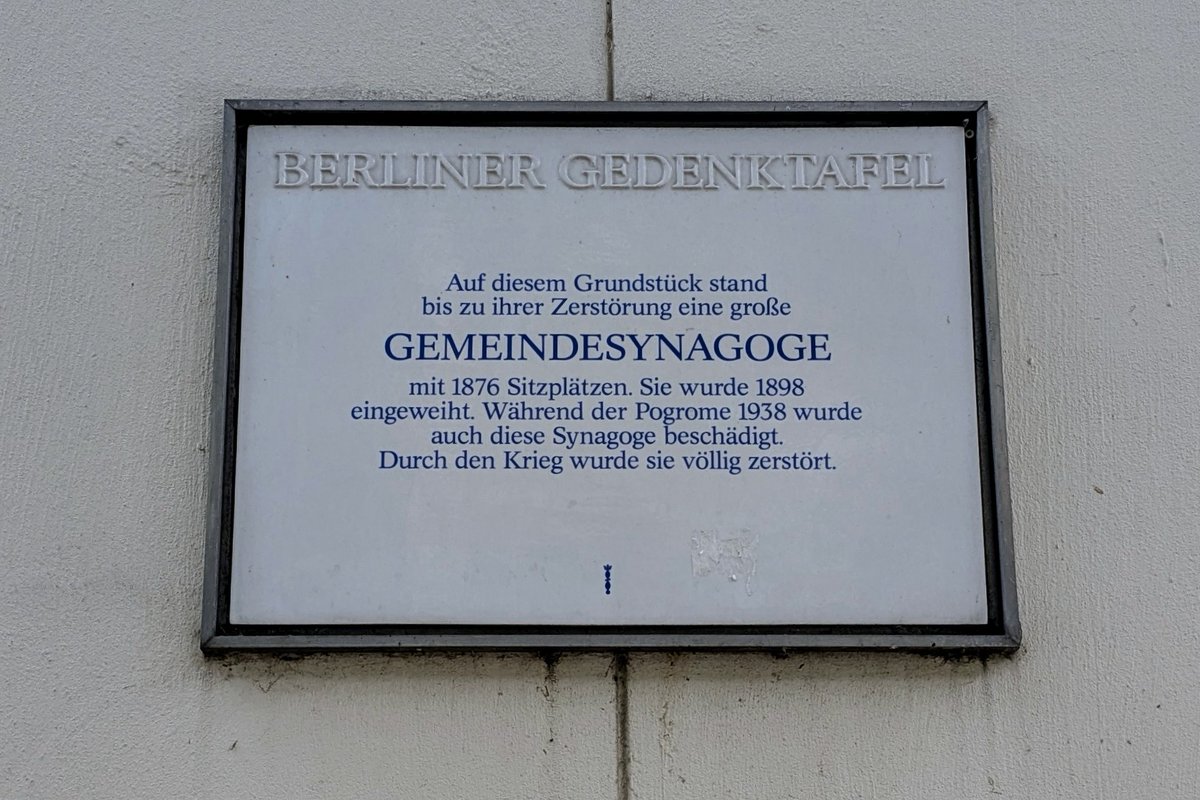 BERLINER GEDENKTAFEL
Auf diesem Grundstück stand
bis zu ihrer Zerstörung eine große
GEMEINDESYNAGOGE
mit 1876 Sitzplätzen. Sie wurde 1898
eingeweiht. Während der Pogrome 1938 wurde
auch diese Synagoge beschädigt.
Durch den Krieg wurde sie völlig zerstört.